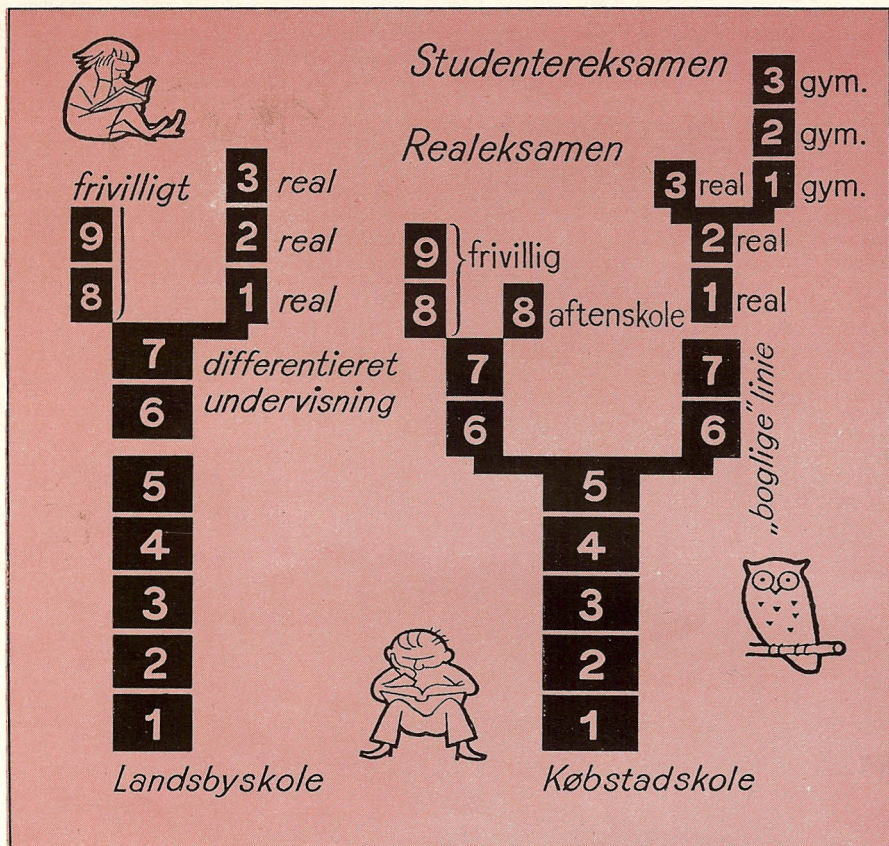 Studentereksamen
3 gym.
2 gym.
Realeksamen
3 real 1 gym.
frivilligt
3 real
9 2 real
8 1 real
7 differentieret
6 undervisning
5
4
3
2
1
Landsbyskole
2 real
1 real
9 frivillig
8 8 aftenskole
7 7
6 6
„boglige" linie
5
4
3
2
1
Købstadskole